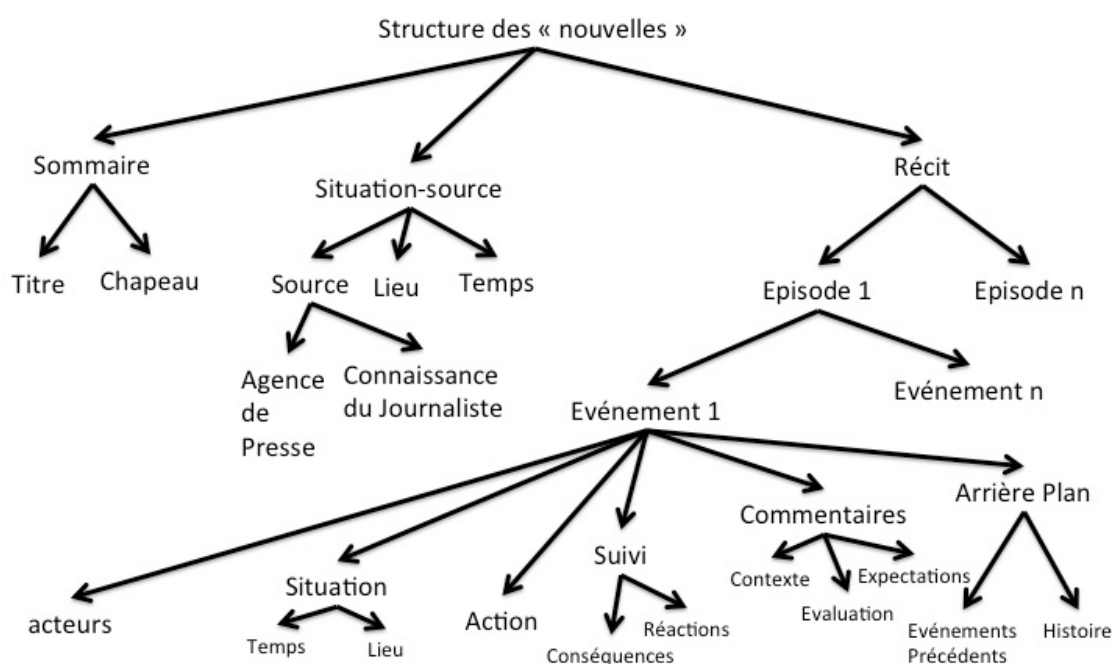 Structure des « nouvelles »
Sommaire
Situation-source
Récit
Titre
Chapeau
Source
Lieu
Temps
Episode 1
Episode n
Agence
de
Presse
Connaissance
du Journaliste
Evénement 1
Evénement n
acteurs
Situation
Temps
Lieu
Action
Suivi
Conséquences
Réactions
Commentaires
Contexte
Evaluation
Expectations
Arrière Plan
Evénements
Précédents
Histoire